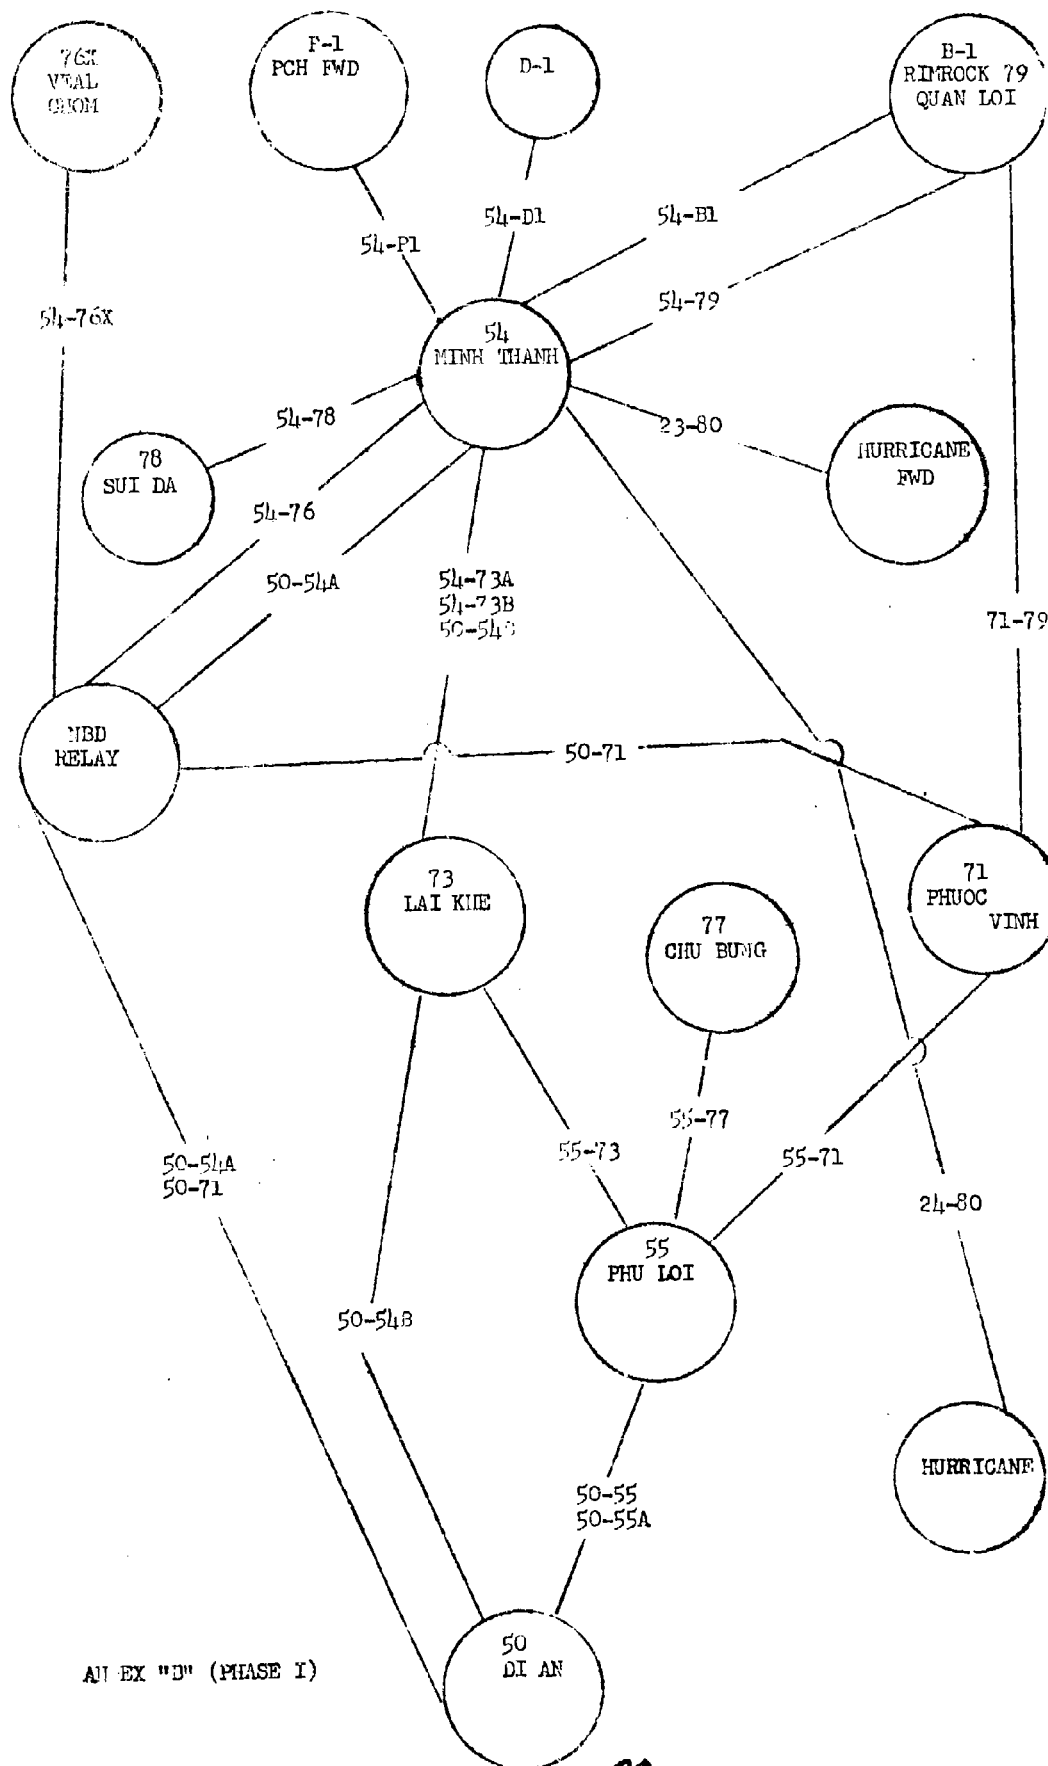 76X
VEAL
F-1
PCH FWD
D-1
B-1
RIMROCK 79
QUAN LOI
54-D1
54-B1
54-P1
54-79
54-76X
54
MINH THANH
54-78
23-80
78
SUI DA
HURRICANE
FWD
54-76
50-54A
54-73A
54-73B
71-79
NBD
RELAY
50-71
73
LAI KHE
71
PHUOC
VINH
77
CHU BUNG
55-77
55-73
55-71
50-54A
50-71
24-80
55
PHU LOI
50-54B
HURRICANE
50-55
50-55A
50
DI AN
"D" (PHASE I)